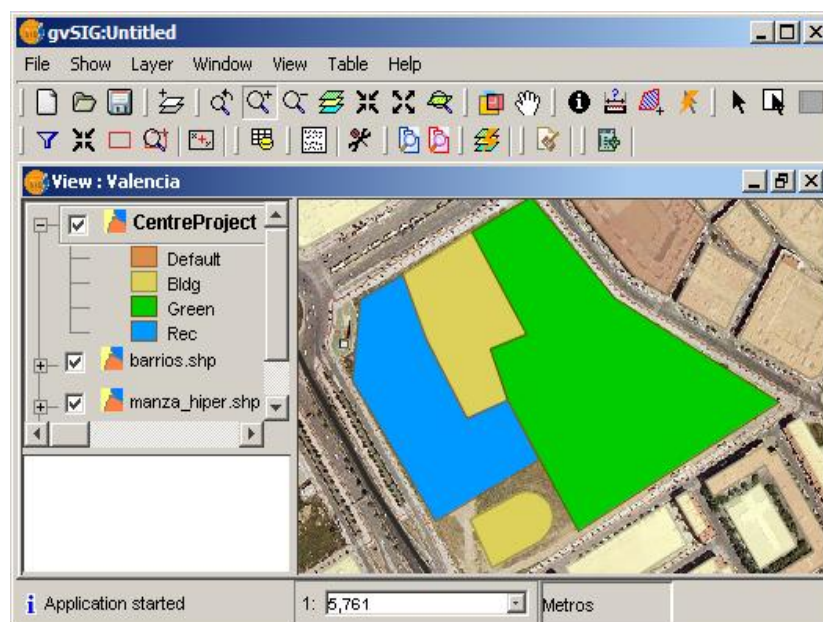 gvSIG:Untitled
File Show Layer Window View Table Help
View : Valencia
CentreProject
Default
Bldg
Green
Rec
barrios.shp
manza_hiper.shp
Application started
1: 5,761
Metros